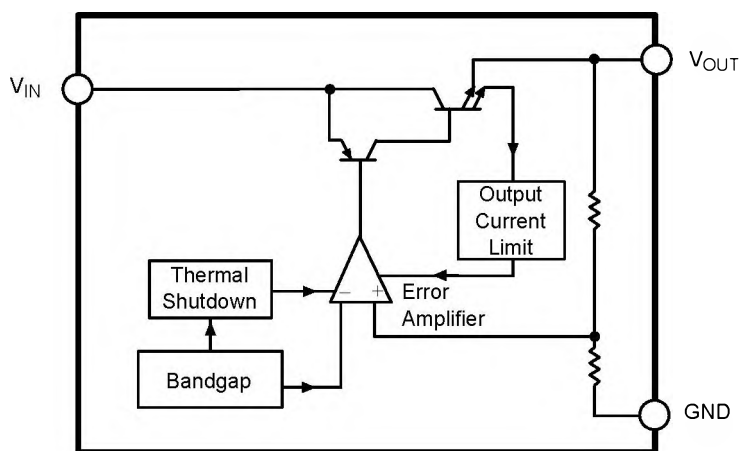 V_IN
V_OUT
Output
Current
Limit
Thermal
Shutdown
− +
Error
Amplifier
Bandgap
GND